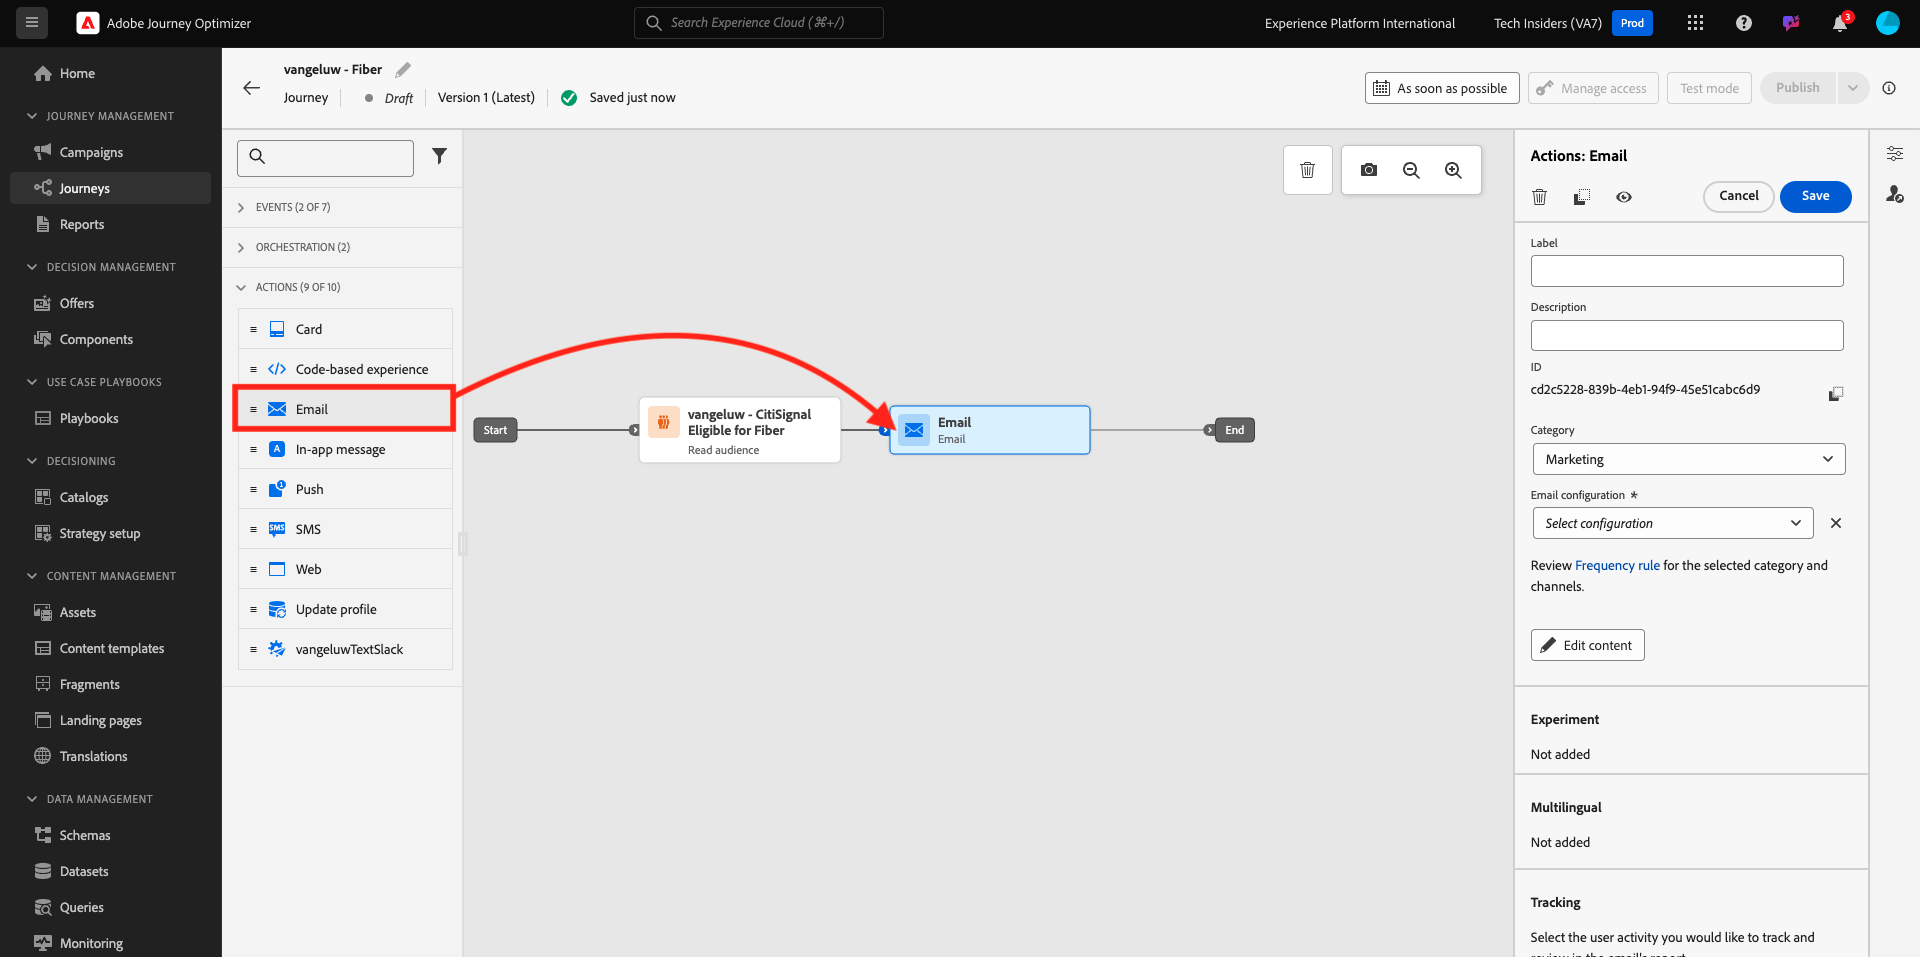 Adobe Journey Optimizer
Search Experience Cloud (⌘+/)
Experience Platform International
Tech Insiders (VA7)
Prod
3
Home
JOURNEY MANAGEMENT
Campaigns
Journeys
Reports
DECISION MANAGEMENT
Offers
Components
USE CASE PLAYBOOKS
Playbooks
DECISIONING
Catalogs
Strategy setup
CONTENT MANAGEMENT
Assets
Content templates
Fragments
Landing pages
Translations
DATA MANAGEMENT
Schemas
Datasets
Queries
Monitoring
vangeluw - Fiber
Journey
Draft
Version 1 (Latest)
Saved just now
As soon as possible
Manage access
Test mode
Publish
EVENTS (2 OF 7)
ORCHESTRATION (2)
ACTIONS (9 OF 10)
Card
Code-based experience
Email
A
In-app message
1
Push
SMS
SMS
Web
Update profile
vangeluwTextSlack
Start
vangeluw - CitiSignal
Eligible for Fiber
Read audience
Email
Email
End
Actions: Email
Cancel
Save
Label
Description
ID
cd2c5228-839b-4eb1-94f9-45e51cabc6d9
Category
Marketing
Email configuration *
Select configuration
Review Frequency rule for the selected category and
channels.
Edit content
Experiment
Not added
Multilingual
Not added
Tracking
Select the user activity you would like to track and
review in the email's report